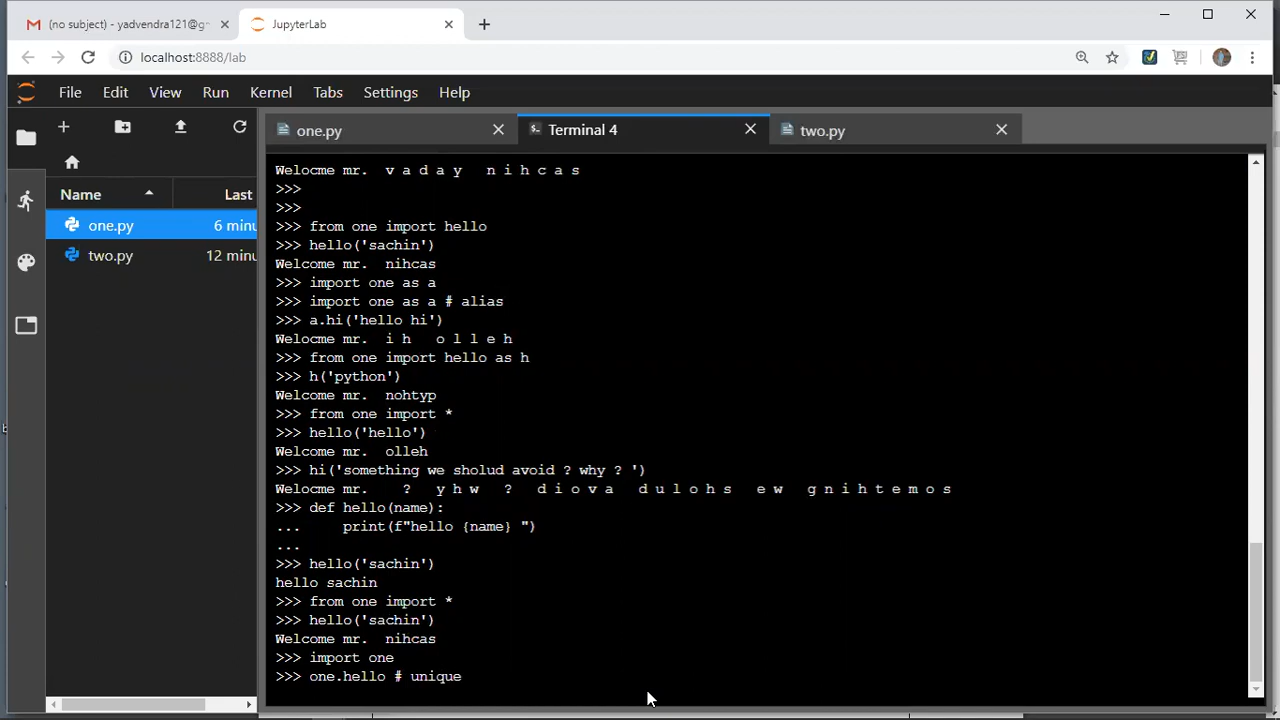 (no subject) - yadvendra121@g
JupyterLab
localhost:8888/lab
File Edit View Run Kernel Tabs Settings Help
one.py
Terminal 4
two.py
Name
Last
one.py 6 minu
two.py 12 minu
Welocme mr.  v a d a y   n i h c a s
>>>
>>>
>>> from one import hello
>>> hello('sachin')
Welcome mr.  nihcas
>>> import one as a
>>> import one as a # alias
>>> a.hi('hello hi')
Welocme mr.  i h   o l l e h
>>> from one import hello as h
>>> h('python')
Welcome mr.  nohtyp
>>> from one import *
>>> hello('hello')
Welcome mr.  olleh
>>> hi('something we sholud avoid ? why ? ')
Welocme mr.    ?   y h w   ?   d i o v a   d u l o h s   e w   g n i h t e m o s
>>> def hello(name):
...     print(f"hello {name} ")
...
>>> hello('sachin')
hello sachin
>>> from one import *
>>> hello('sachin')
Welcome mr.  nihcas
>>> import one
>>> one.hello # unique